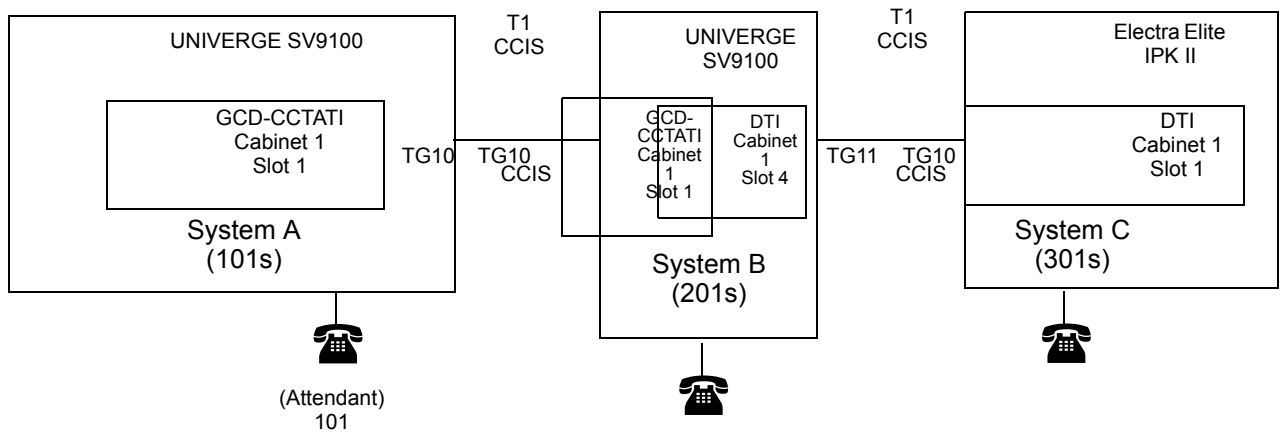 UNIVERGE SV9100
GCD-CCTATI
Cabinet 1
Slot 1
System A
(101s)
(Attendant)
101
T1
CCIS
TG10
TG10
CCIS
UNIVERGE
SV9100
GCD-
CCTATI
Cabinet
1
Slot 1
DTI
Cabinet
1
Slot 4
System B
(201s)
T1
CCIS
TG11
TG10
CCIS
Electra Elite
IPK II
DTI
Cabinet 1
Slot 1
System C
(301s)